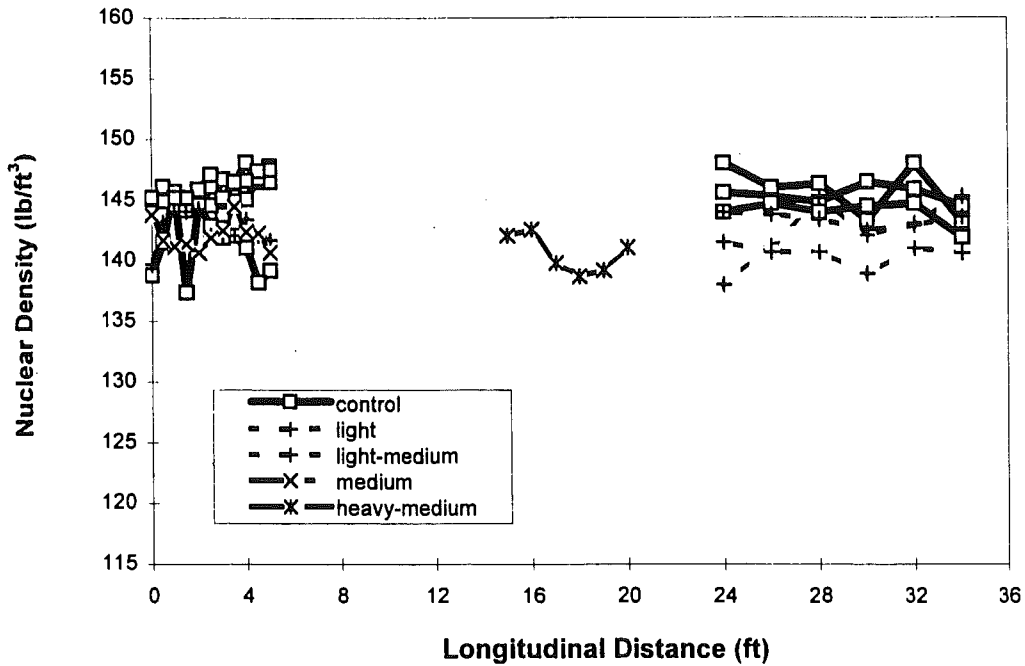 160
155
150
145
140
135
130
125
120
115
Nuclear Density (lb/ft³)
control
light
light-medium
medium
heavy-medium
0 4 8 12 16 20 24 28 32 36
Longitudinal Distance (ft)